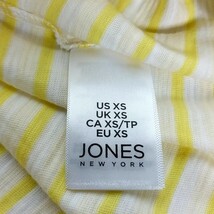 US XS
UK XS
CA XS/TP
EU XS
JONES
NEW YORK